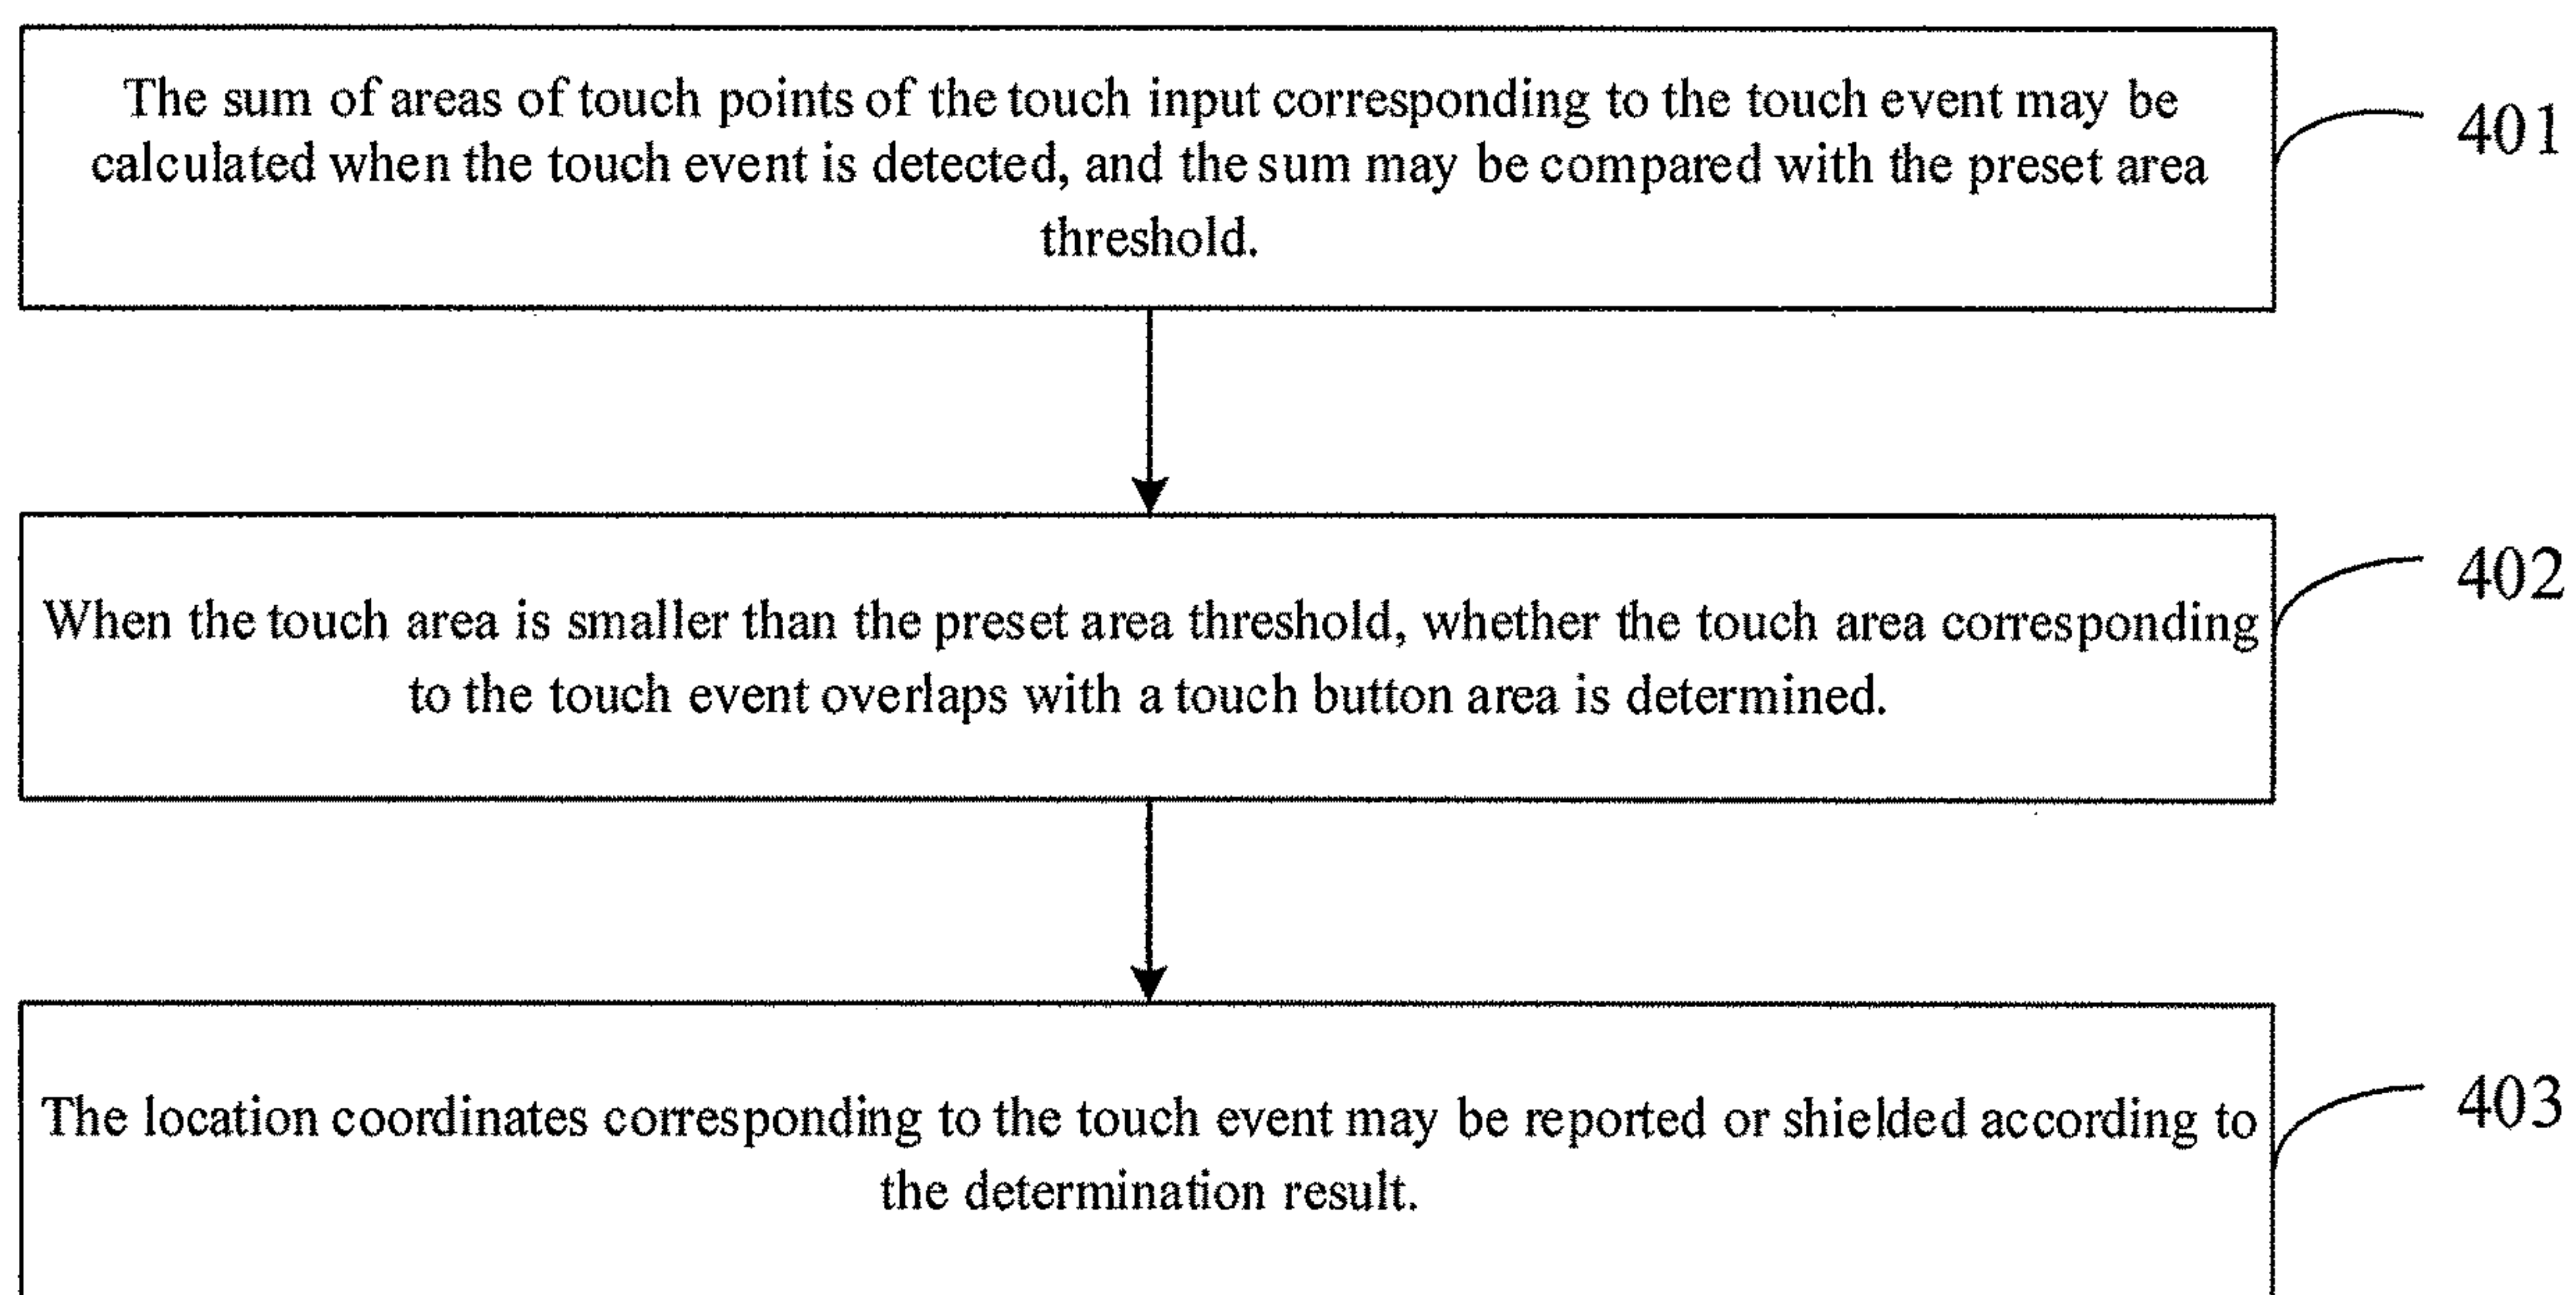 The sum of areas of touch points of the touch input corresponding to the touch event may be
calculated when the touch event is detected, and the sum may be compared with the preset area
threshold.
401
When the touch area is smaller than the preset area threshold, whether the touch area corresponding
to the touch event overlaps with a touch button area is determined.
402
The location coordinates corresponding to the touch event may be reported or shielded according to
the determination result.
403